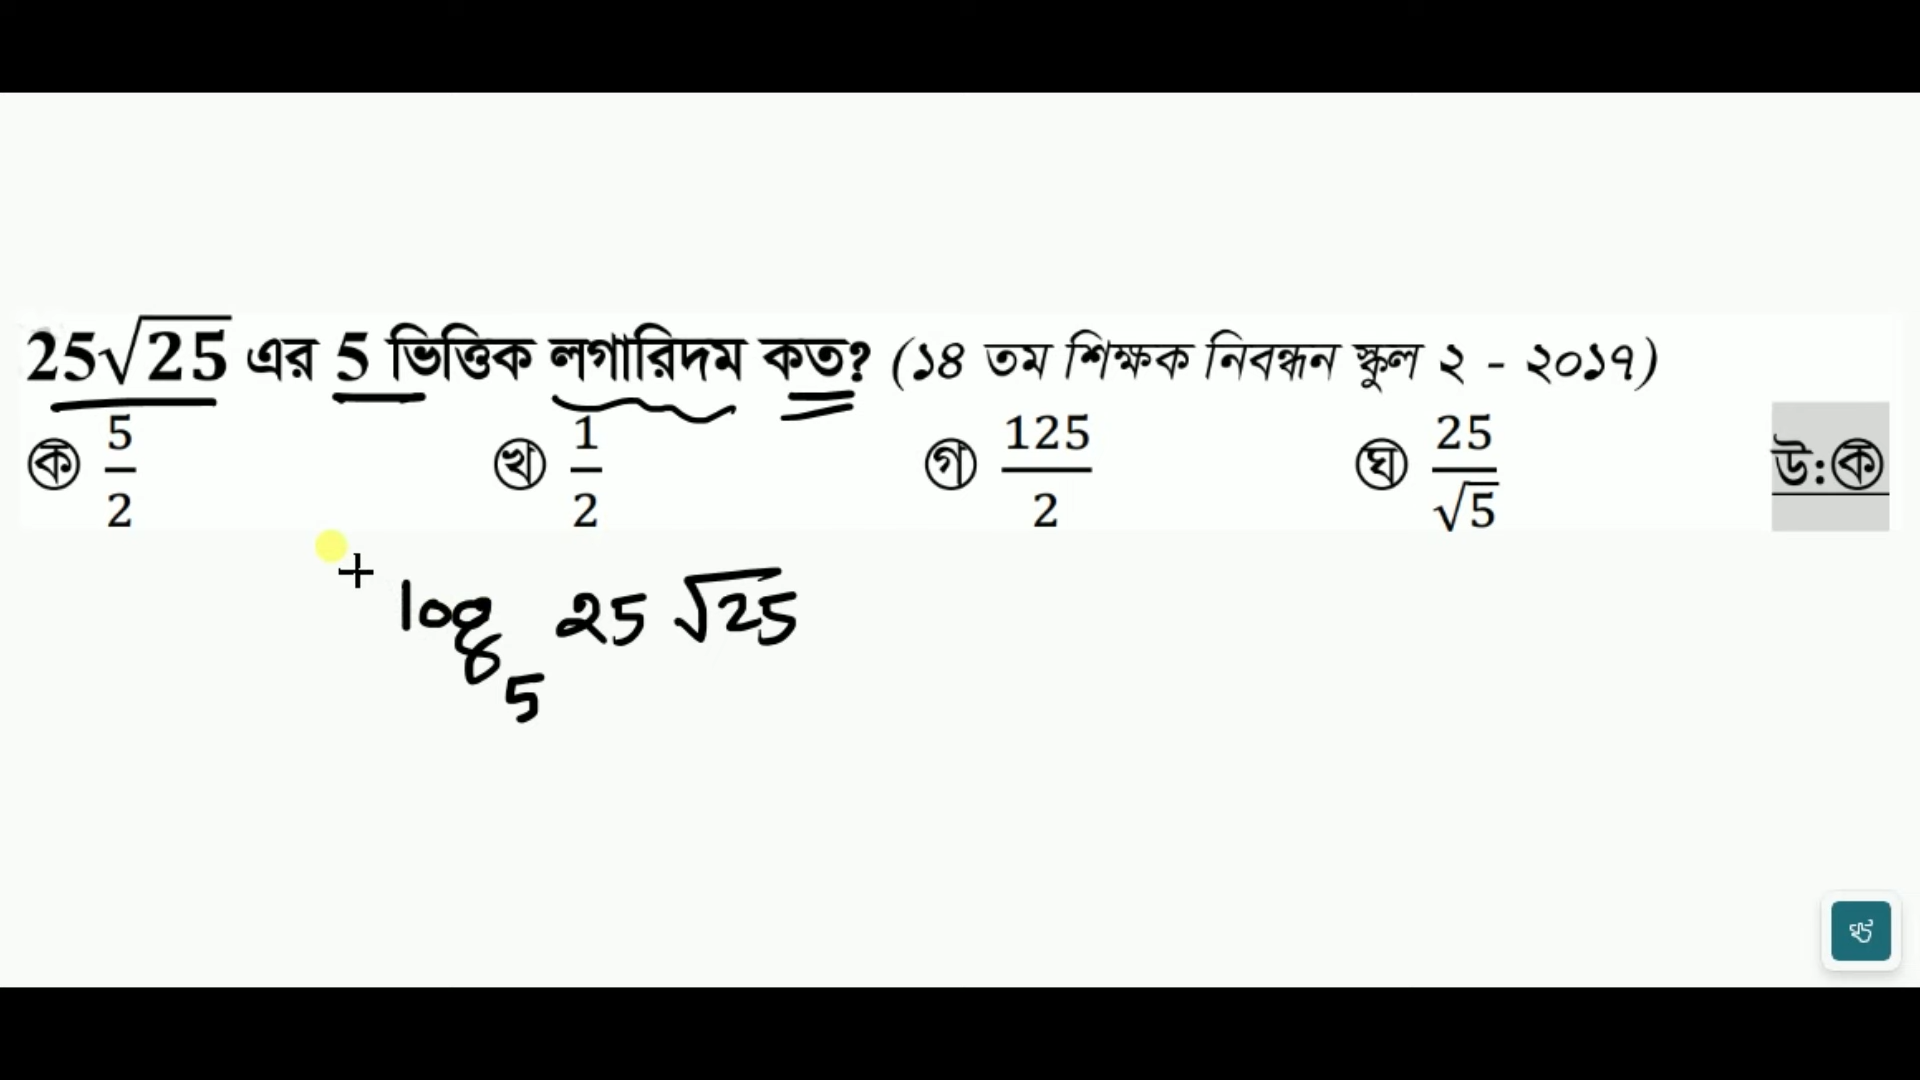 25√25 এর 5 ভিত্তিক লগারিদম কত? (১৪ তম শিক্ষক নিবন্ধন স্কুল ২ - ২০১৭)
ক 5/2 খ 1/2 গ 125/2 ঘ 25/√5 উ:ক
log₅ 25 √25